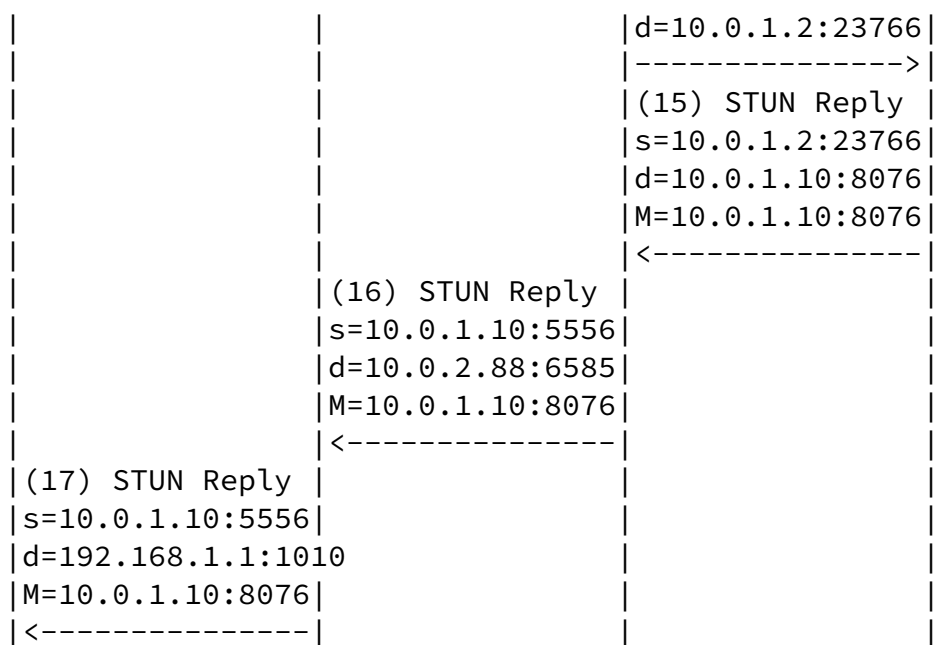 |               |               |d=10.0.1.2:23766|
|               |               |-------------->|
|               |               |(15) STUN Reply |
|               |               |s=10.0.1.2:23766|
|               |               |d=10.0.1.10:8076|
|               |               |M=10.0.1.10:8076|
|               |               |<---------------|
|               |(16) STUN Reply |               |
|               |s=10.0.1.10:5556|               |
|               |d=10.0.2.88:6585|               |
|               |M=10.0.1.10:8076|               |
|               |<---------------|               |
|(17) STUN Reply |               |               |
|s=10.0.1.10:5556|               |               |
|d=192.168.1.1:1010              |               |
|M=10.0.1.10:8076|               |               |
|<---------------|               |               |